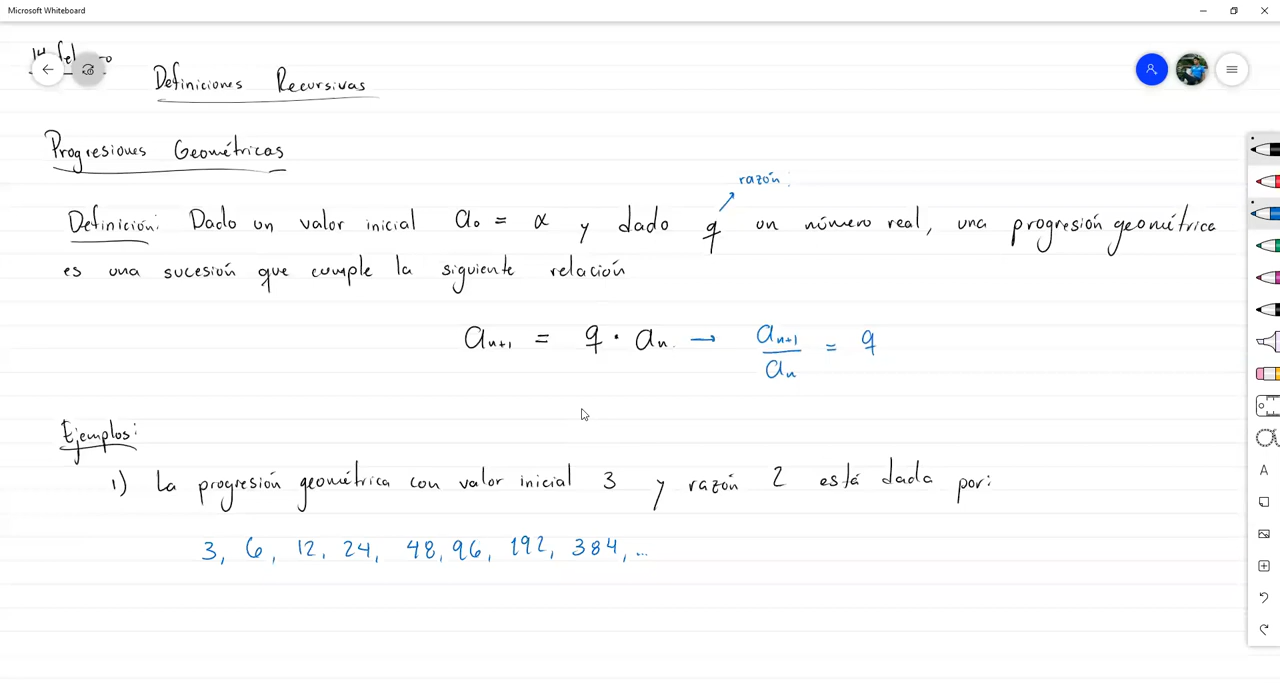 Microsoft Whiteboard
14
Definiciones Recursivas
Progresiones Geométricas
razón:
Definición: Dado un valor inicial a₀ = α y dado q un número real, una progresión geométrica
es una sucesión que cumple la siguiente relación
aₙ₊₁ = q · aₙ. → aₙ₊₁ / aₙ = q
Ejemplos:
1) La progresión geométrica con valor inicial 3 y razón 2 está dada por:
3, 6, 12, 24, 48, 96, 192, 384, ...